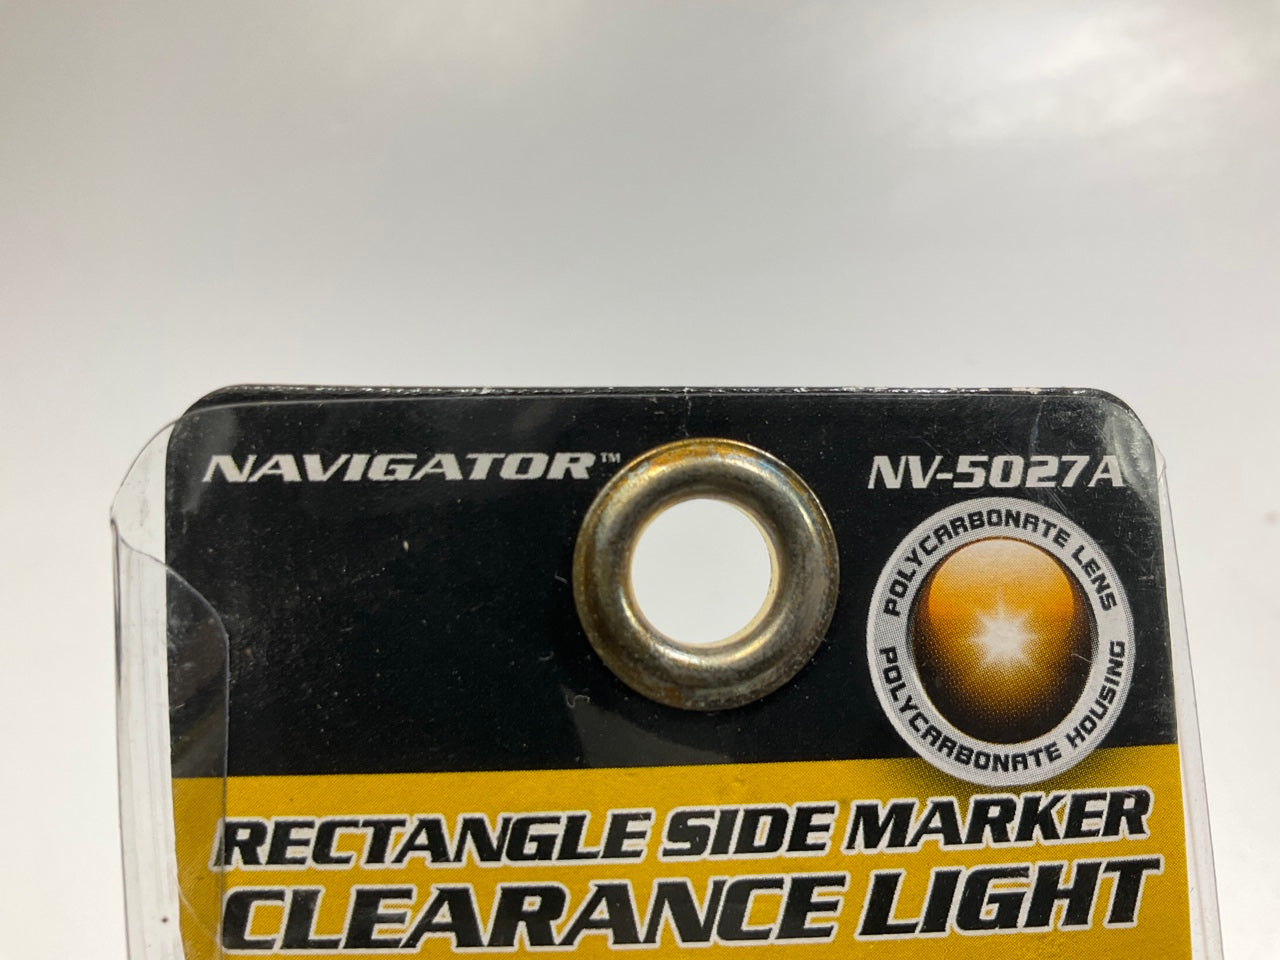 NAVIGATOR™
NV-5027A
POLYCARBONATE LENS
POLYCARBONATE HOUSING
RECTANGLE SIDE MARKER
CLEARANCE LIGHT